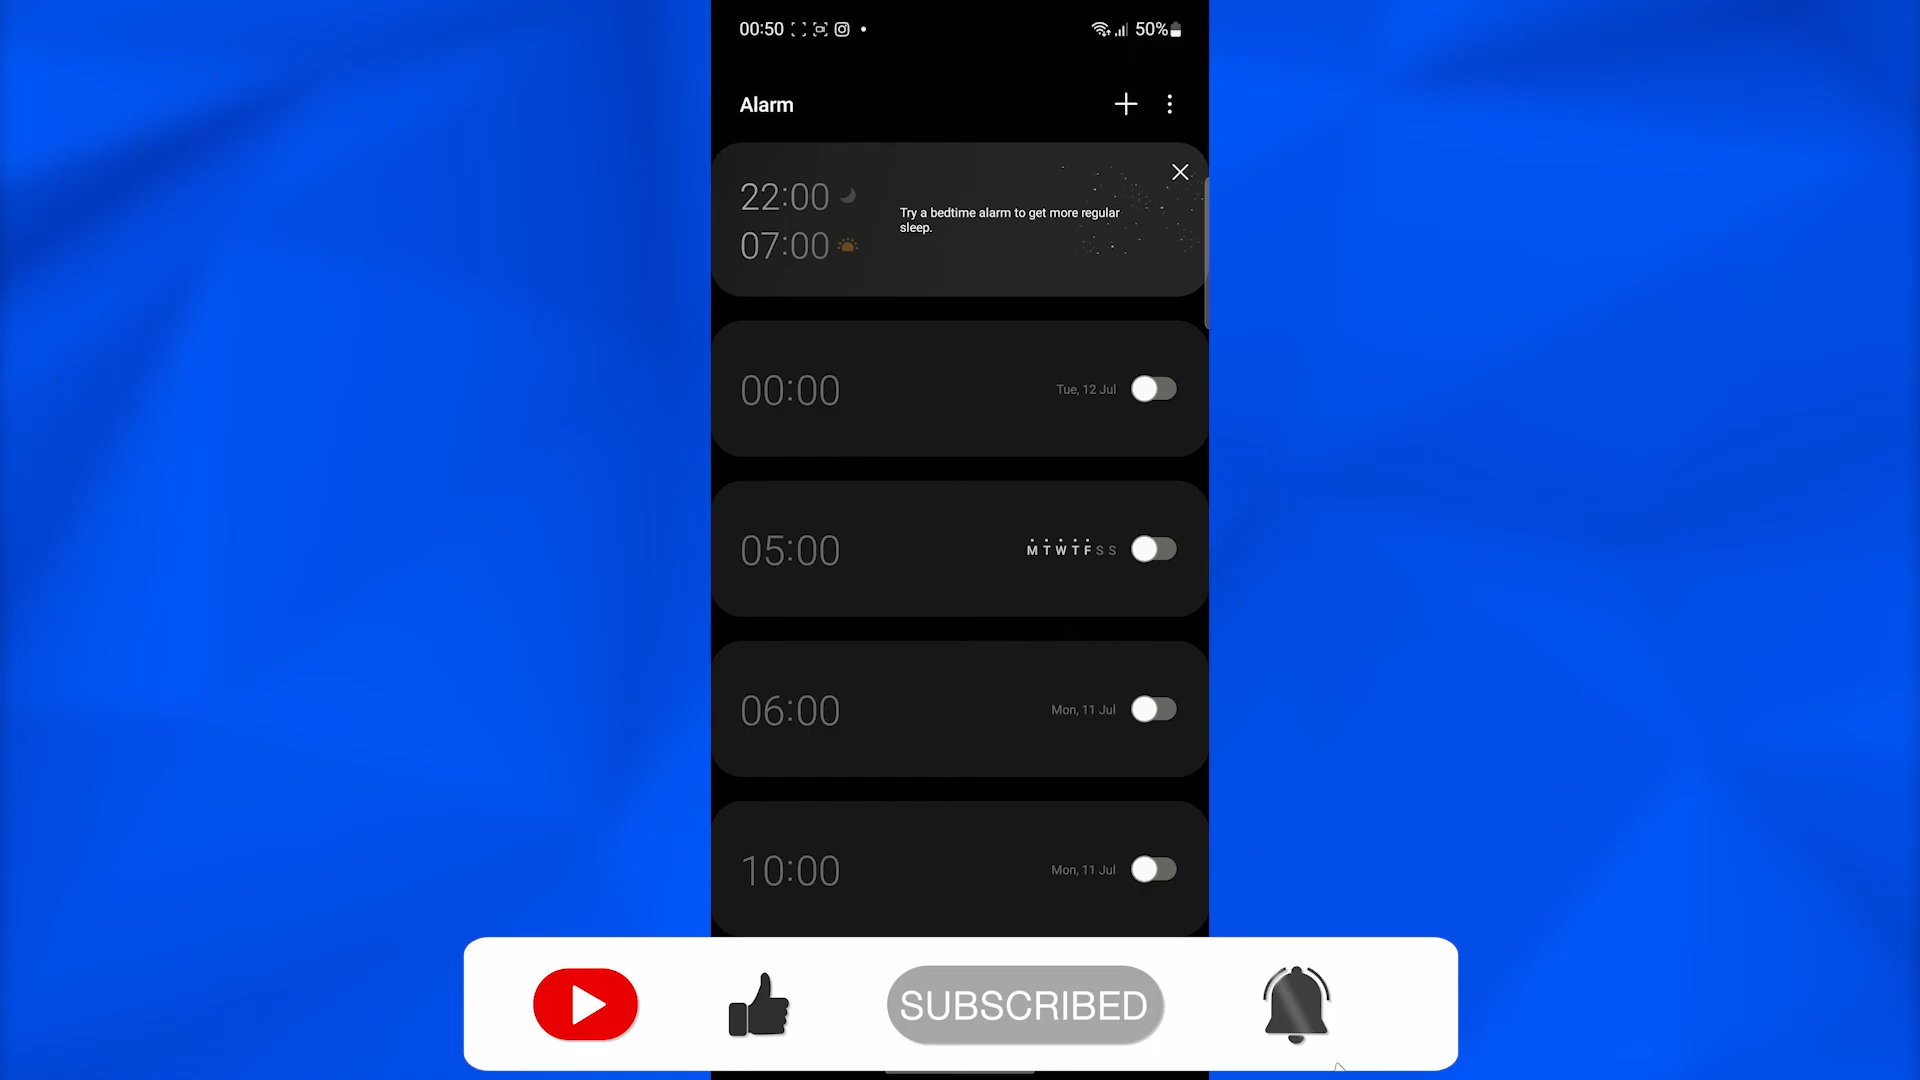 00:50
50%
Alarm
22:00
07:00
Try a bedtime alarm to get more regular
sleep.
00:00
Tue, 12 Jul
05:00
M T W T F S S
06:00
Mon, 11 Jul
10:00
Mon, 11 Jul
SUBSCRIBED